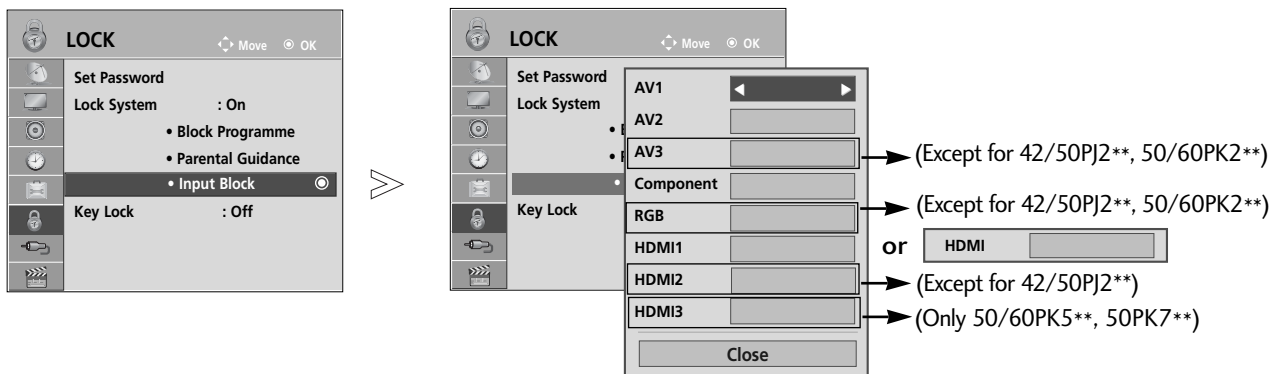 LOCK
Move OK
Set Password
Lock System : On
• Block Programme
• Parental Guidance
• Input Block
Key Lock : Off
LOCK
Move OK
Set Password
Lock System
Key Lock
AV1
AV2
AV3
Component
RGB
HDMI1
HDMI2
HDMI3
Close
(Except for 42/50PJ2**, 50/60PK2**)
(Except for 42/50PJ2**, 50/60PK2**)
or HDMI
(Except for 42/50PJ2**)
(Only 50/60PK5**, 50PK7**)